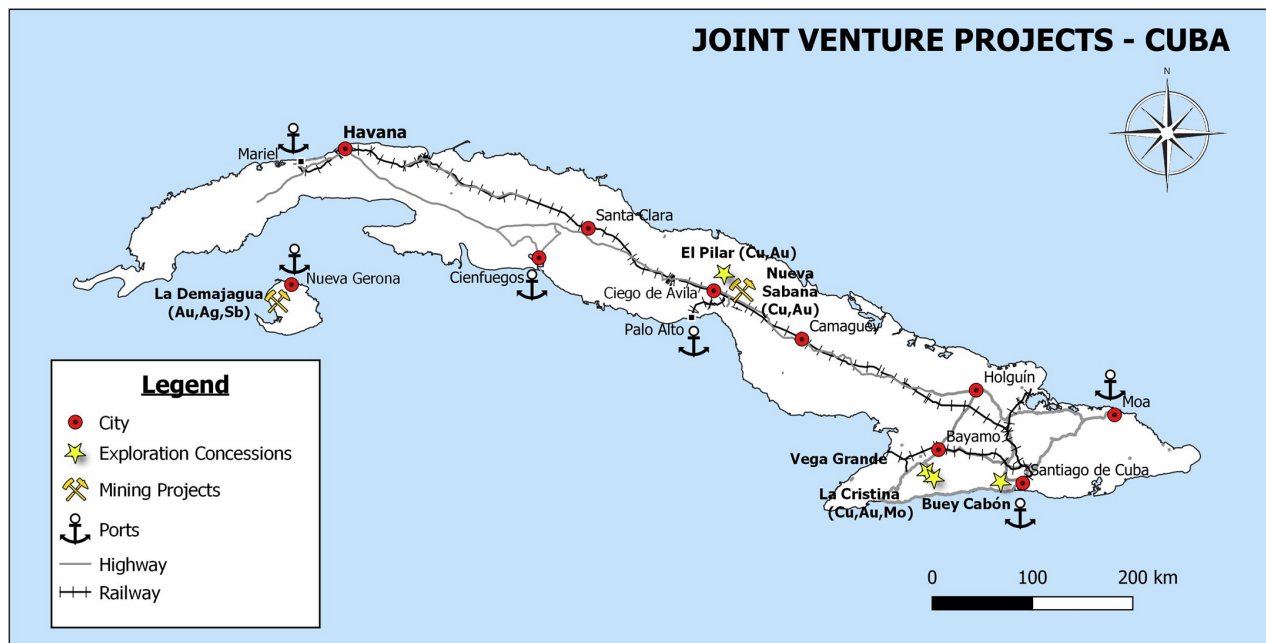 JOINT VENTURE PROJECTS - CUBA
N
Havana
Mariel
Santa Clara
El Pilar (Cu,Au)
Nueva Gerona
Cienfuegos
Nueva
Sabana
(Cu,Au)
La Demajagua
(Au,Ag,Sb)
Ciego de Avila
Palo Alto
Camaguey
Holguín
Moa
Bayamo
Vega Grande
Santiago de Cuba
La Cristina
(Cu,Au,Mo)
Buey Cabón
Legend
City
Exploration Concessions
Mining Projects
Ports
Highway
Railway
0 100 200 km